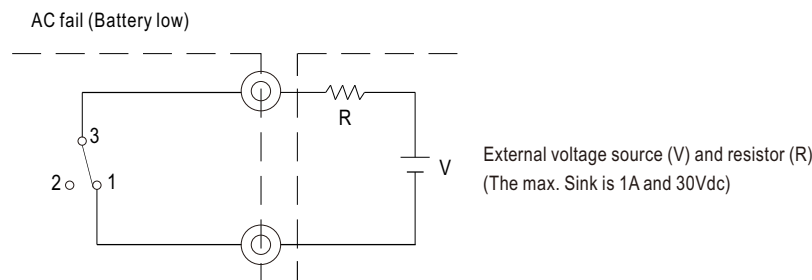 AC fail (Battery low)
R
3
V
External voltage source (V) and resistor (R)
(The max. Sink is 1A and 30Vdc)
2
1